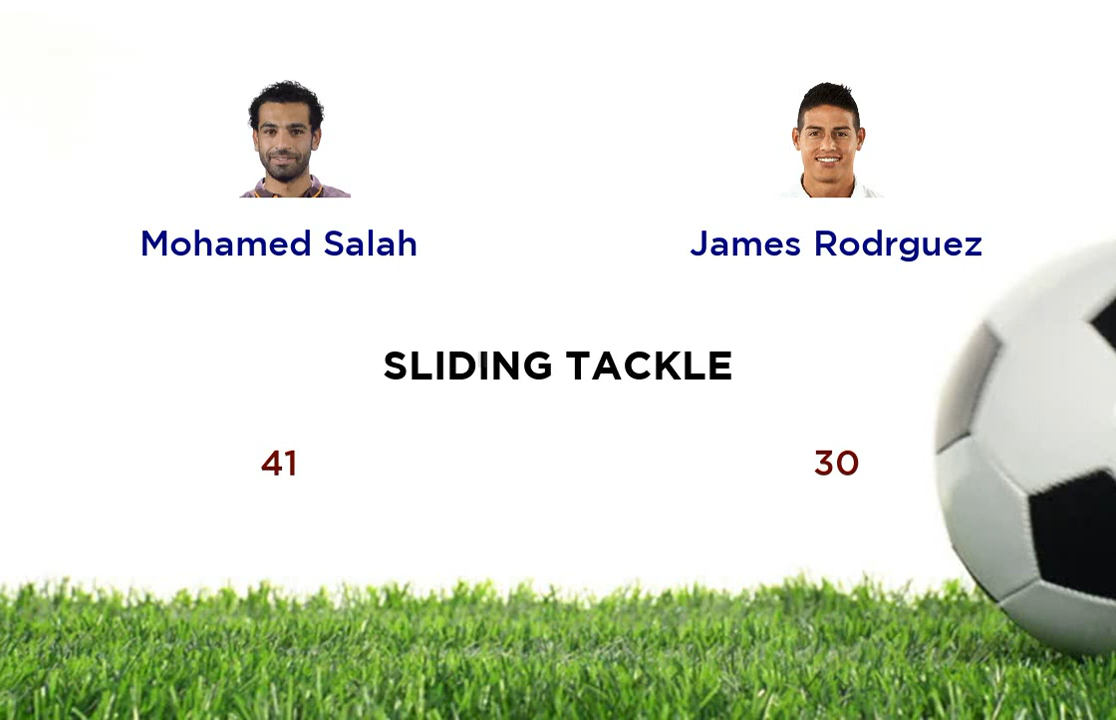 Mohamed Salah
James Rodrguez
SLIDING TACKLE
41
30